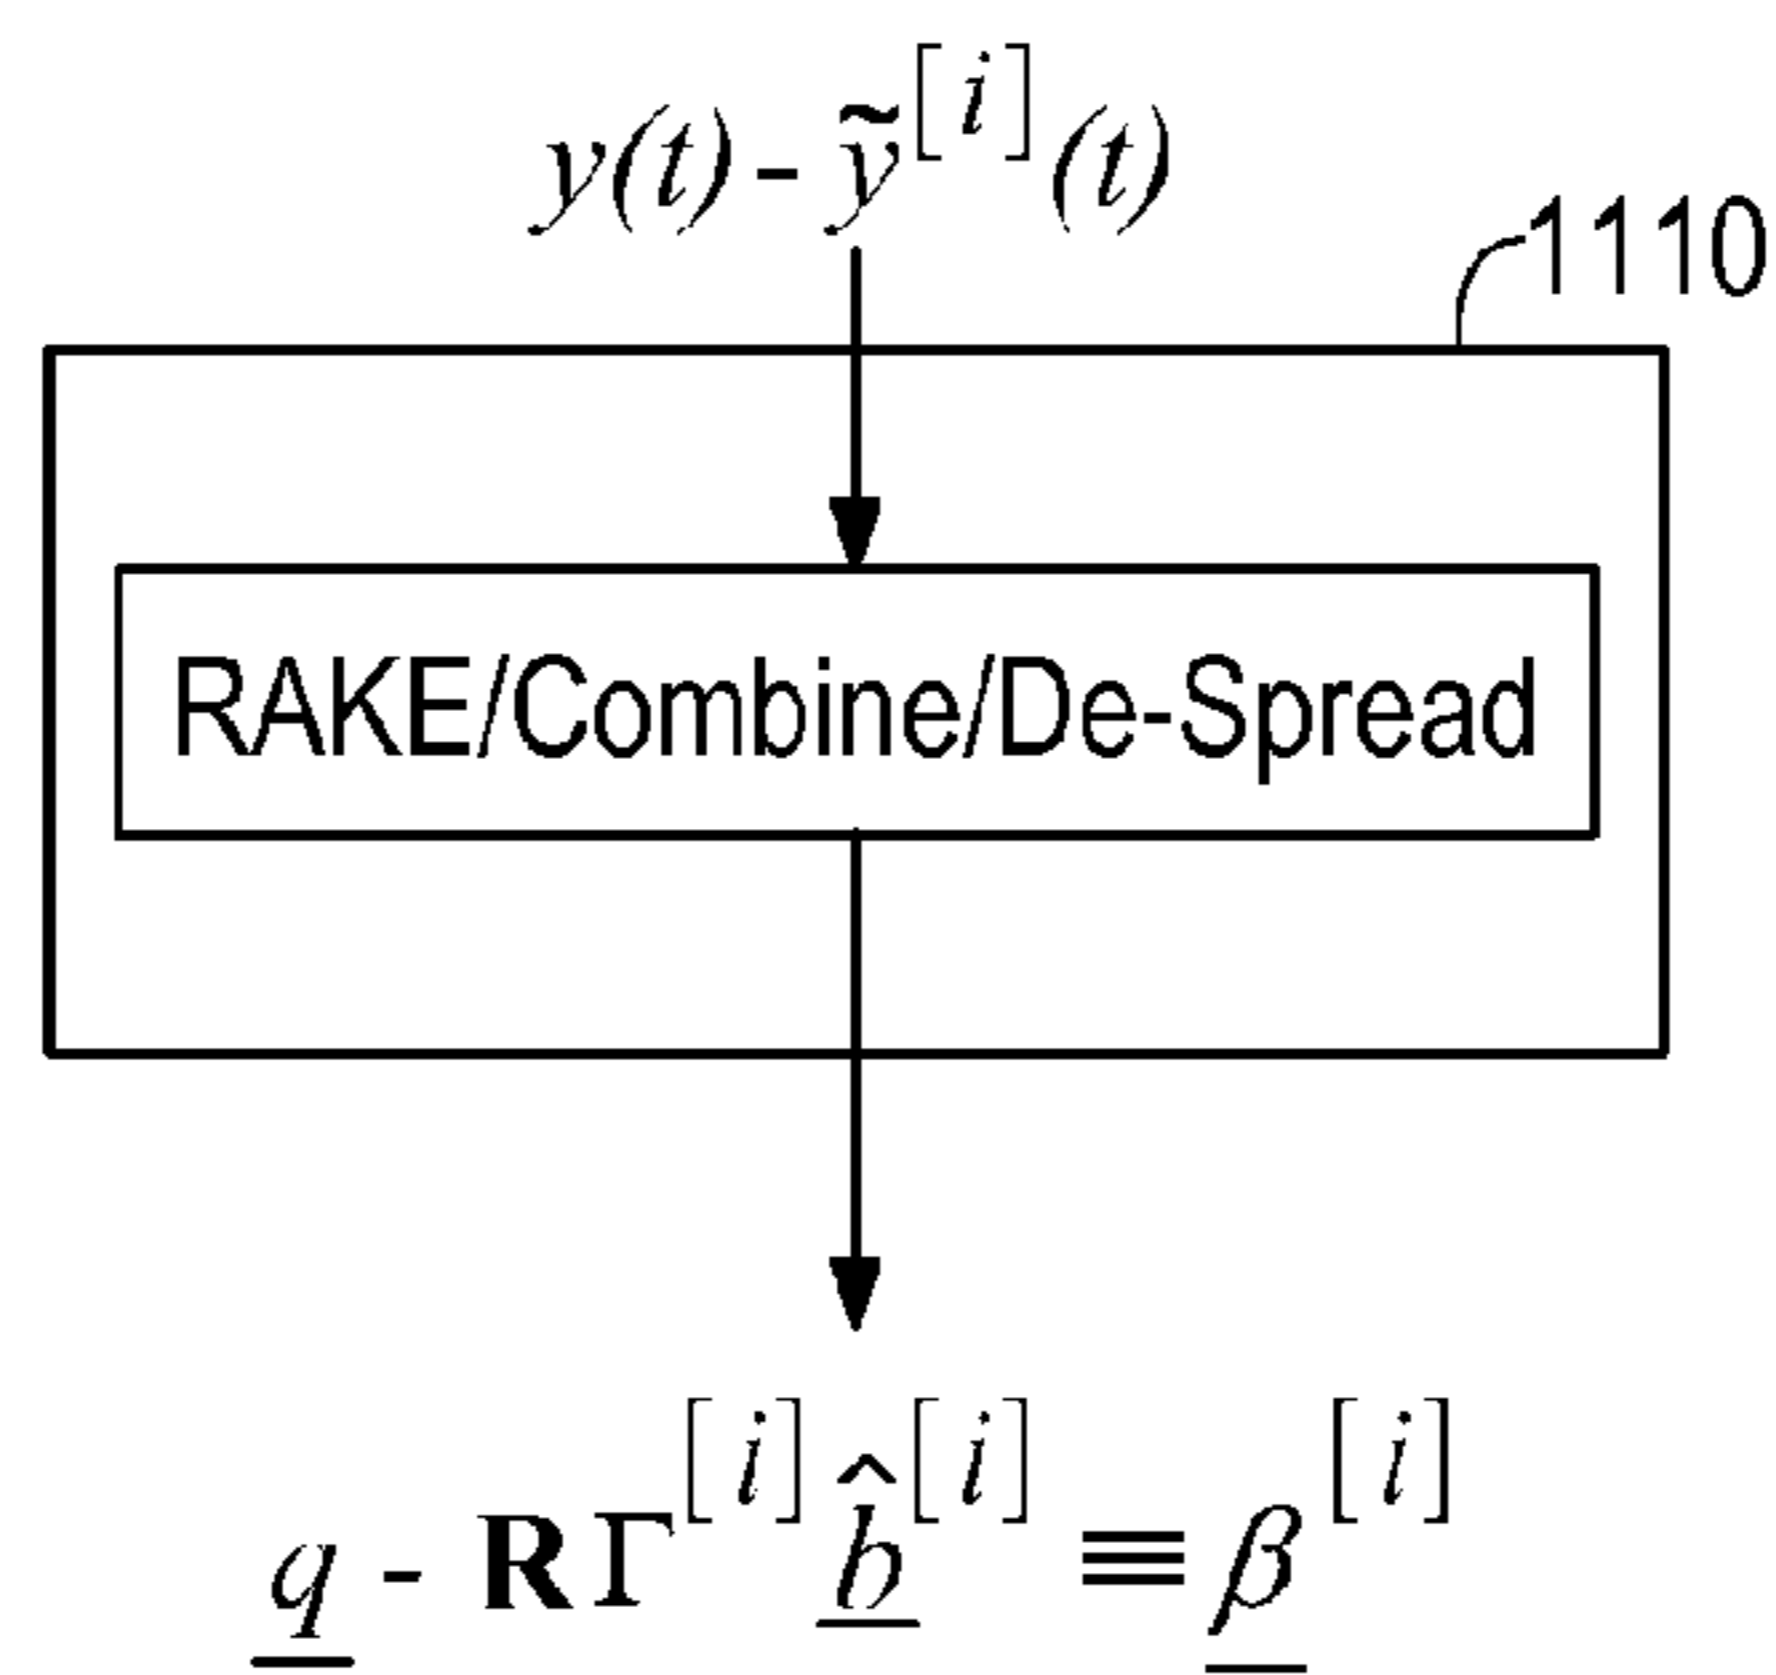 y(t) - ỹ^[i](t)
1110
RAKE/Combine/De-Spread
q̲ - RΓ^[i] b̲̂^[i] ≡ β̲^[i]